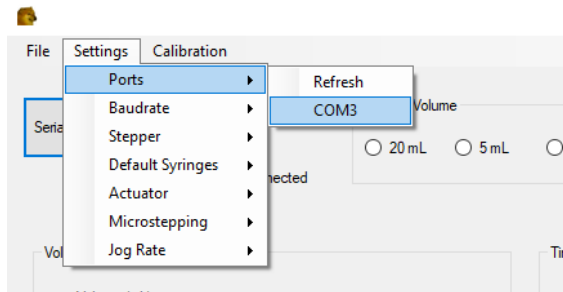 File Settings Calibration
Ports
Refresh
Baudrate
COM3
Volume
Stepper
20 mL
5 mL
Default Syringes
Actuator
Microstepping
Jog Rate